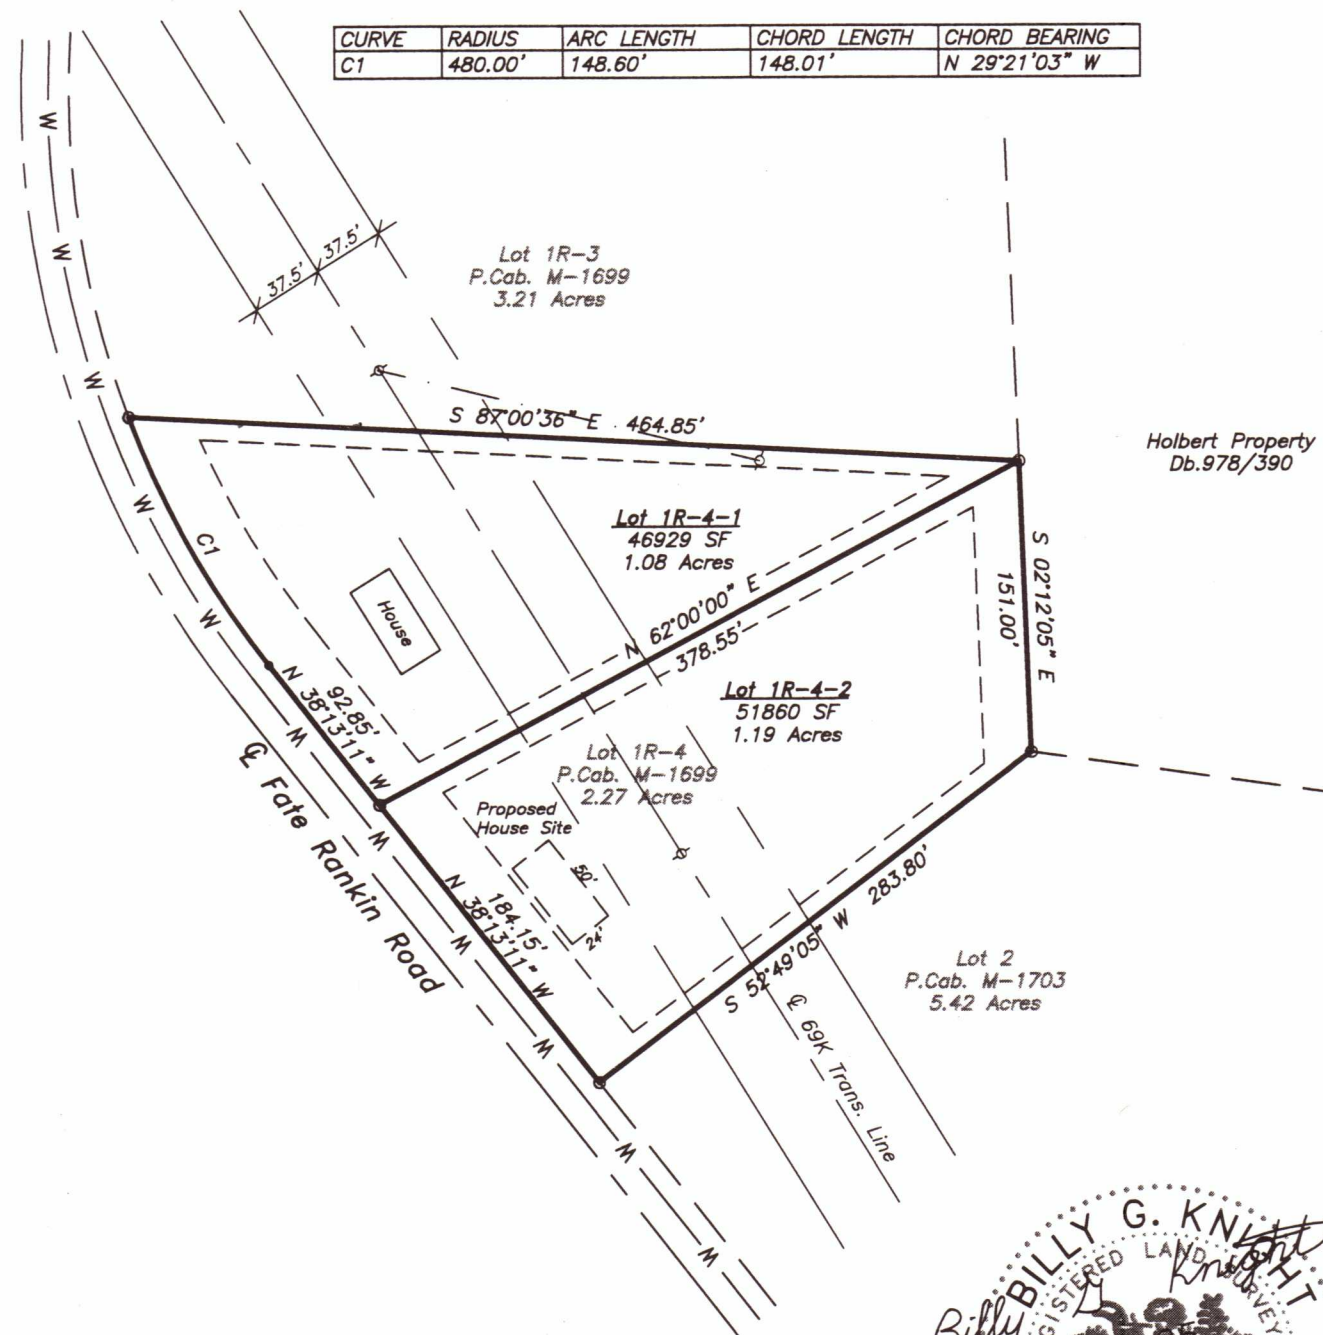 CURVE RADIUS ARC LENGTH CHORD LENGTH CHORD BEARING
C1 480.00' 148.60' 148.01' N 29°21'03" W
W
W
W
W
W
W
W
W
W
W
W
37.5'
37.5'
Lot 1R-3
P.Cab. M-1699
3.21 Acres
S 87°00'36" E 464.85'
Holbert Property
Db.978/390
C1
Lot 1R-4-1
46929 SF
1.08 Acres
House
N 62°00'00" E
378.55'
S 02°12'05" E
151.00'
N 38°13'11" W
92.85'
Lot 1R-4-2
51860 SF
1.19 Acres
Lot 1R-4
P.Cab. M-1699
2.27 Acres
Proposed
House Site
50'
24'
℄ Fate Rankin Road
N 38°13'11" W
184.15'
S 52°49'05" W 283.80'
Lot 2
P.Cab. M-1703
5.42 Acres
℄ 69K Trans. Line
BILLY G. KNIGHT
REGISTERED LAND SURVEY
Billy G Knight